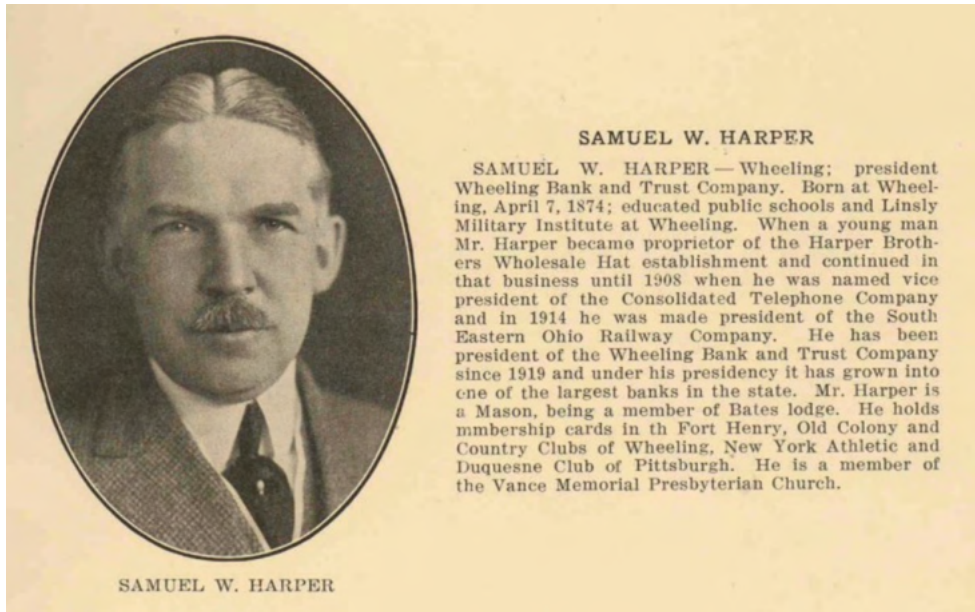 SAMUEL W. HARPER
SAMUEL W. HARPER — Wheeling; president
Wheeling Bank and Trust Company. Born at Wheel-
ing, April 7, 1874; educated public schools and Linsly
Military Institute at Wheeling. When a young man
Mr. Harper became proprietor of the Harper Broth-
ers Wholesale Hat establishment and continued in
that business until 1908 when he was named vice
president of the Consolidated Telephone Company
and in 1914 he was made president of the South
Eastern Ohio Railway Company. He has been
president of the Wheeling Bank and Trust Company
since 1919 and under his presidency it has grown into
one of the largest banks in the state. Mr. Harper is
a Mason, being a member of Bates lodge. He holds
mmbership cards in th Fort Henry, Old Colony and
Country Clubs of Wheeling, New York Athletic and
Duquesne Club of Pittsburgh. He is a member of
the Vance Memorial Presbyterian Church.
SAMUEL W. HARPER